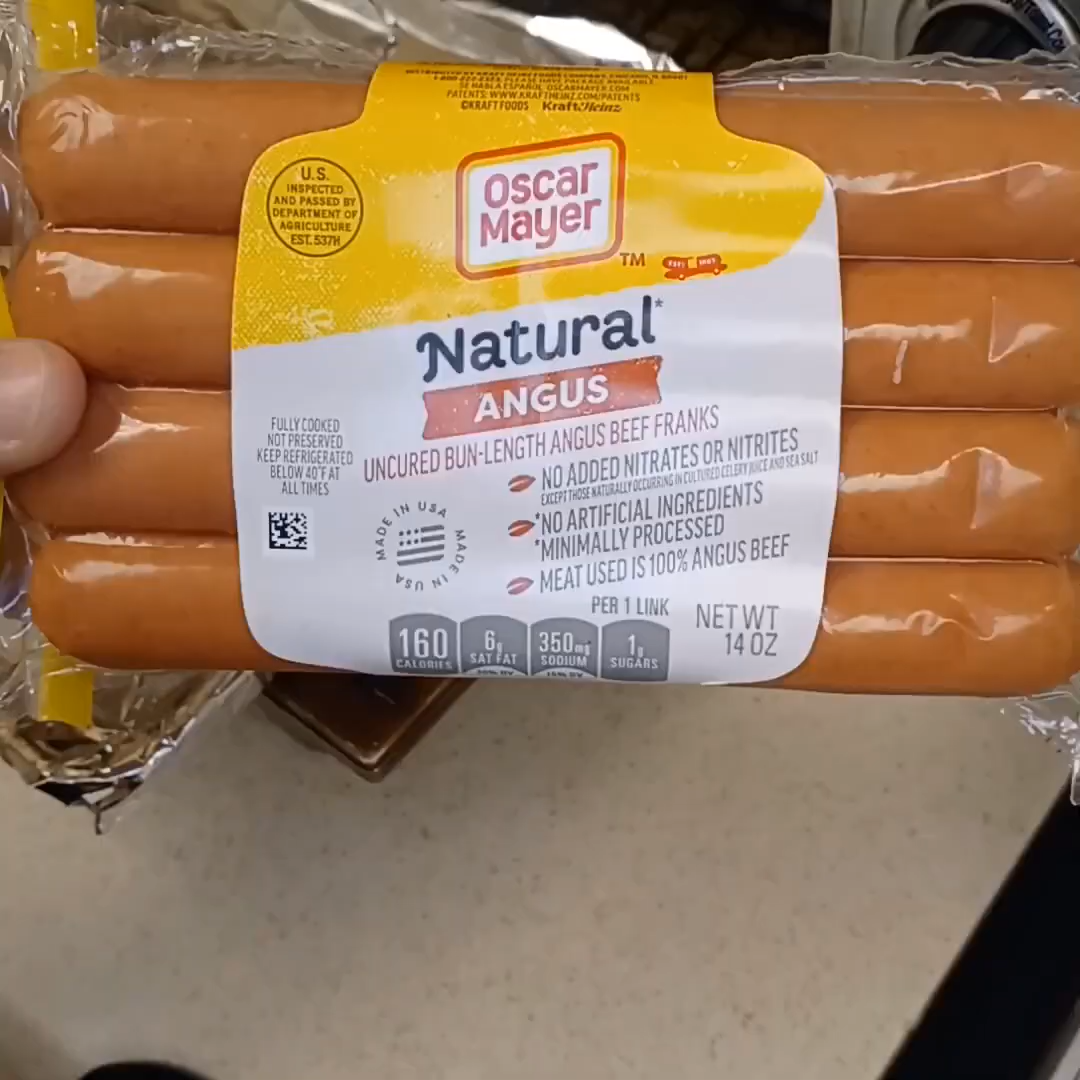 DISTRIBUTED BY KRAFT HEINZ FOODS COMPANY, CHICAGO, IL 60601
1-800-222-2323 PLEASE HAVE PACKAGE AVAILABLE
SE HABLA ESPAÑOL OSCARMAYER.COM
PATENTS: WWW.KRAFTHEINZ.COM/PATENTS
©KRAFT FOODS KraftHeinz
U.S.
INSPECTED
AND PASSED BY
DEPARTMENT OF
AGRICULTURE
EST. 537H
Oscar
Mayer
TM
Natural*
ANGUS
UNCURED BUN-LENGTH ANGUS BEEF FRANKS
FULLY COOKED
NOT PRESERVED
KEEP REFRIGERATED
BELOW 40°F AT
ALL TIMES
NO ADDED NITRATES OR NITRITES
EXCEPT THOSE NATURALLY OCCURRING IN CULTURED CELERY JUICE AND SEA SALT
*NO ARTIFICIAL INGREDIENTS
*MINIMALLY PROCESSED
MEAT USED IS 100% ANGUS BEEF
MADE IN USA
MADE IN USA
PER 1 LINK
NET WT
14 OZ
160
CALORIES
6g
SAT FAT
350mg
SODIUM
1g
SUGARS